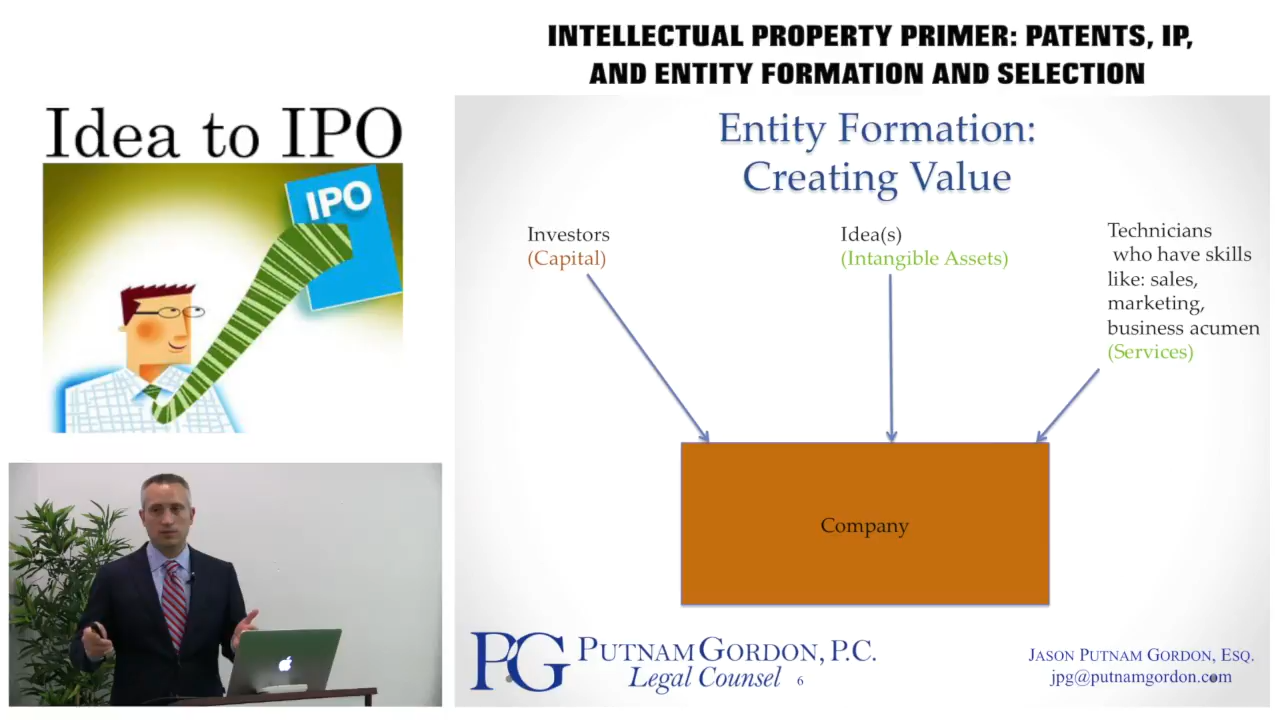 INTELLECTUAL PROPERTY PRIMER: PATENTS, IP,
AND ENTITY FORMATION AND SELECTION
Idea to IPO
IPO
Entity Formation:
Creating Value
Investors
(Capital)
Idea(s)
(Intangible Assets)
Technicians
who have skills
like: sales,
marketing,
business acumen
(Services)
Company
PG
PUTNAM GORDON, P.C.
Legal Counsel
6
JASON PUTNAM GORDON, ESQ.
jpg@putnamgordon.com